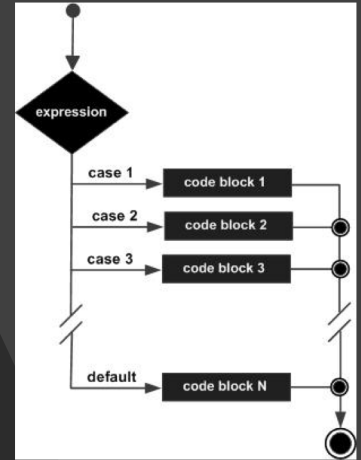 expression
case 1
code block 1
case 2
code block 2
case 3
code block 3
default
code block N